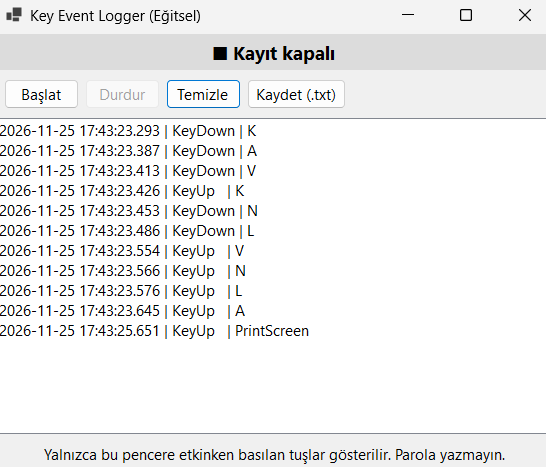 Key Event Logger (Eğitsel)
■ Kayıt kapalı
Başlat Durdur Temizle Kaydet (.txt)
2026-11-25 17:43:23.293 | KeyDown | K
2026-11-25 17:43:23.387 | KeyDown | A
2026-11-25 17:43:23.413 | KeyDown | V
2026-11-25 17:43:23.426 | KeyUp | K
2026-11-25 17:43:23.453 | KeyDown | N
2026-11-25 17:43:23.486 | KeyDown | L
2026-11-25 17:43:23.554 | KeyUp | V
2026-11-25 17:43:23.566 | KeyUp | N
2026-11-25 17:43:23.576 | KeyUp | L
2026-11-25 17:43:23.645 | KeyUp | A
2026-11-25 17:43:25.651 | KeyUp | PrintScreen
Yalnızca bu pencere etkinken basılan tuşlar gösterilir. Parola yazmayın.